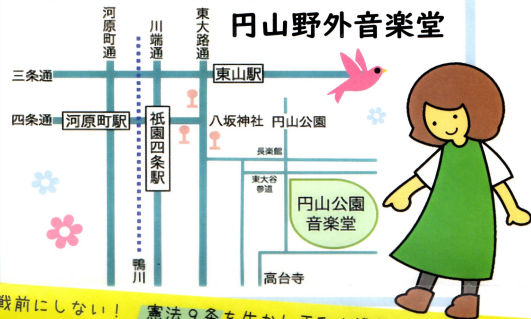 円山野外音楽堂
河原町通
川端通
東大路通
三条通
東山駅
四条通
河原町駅
祇園四条駅
八坂神社
円山公園
長楽館
東大谷
参道
円山公園
音楽堂
鴨川
高台寺
戦前にしない！
憲法９条を生かし